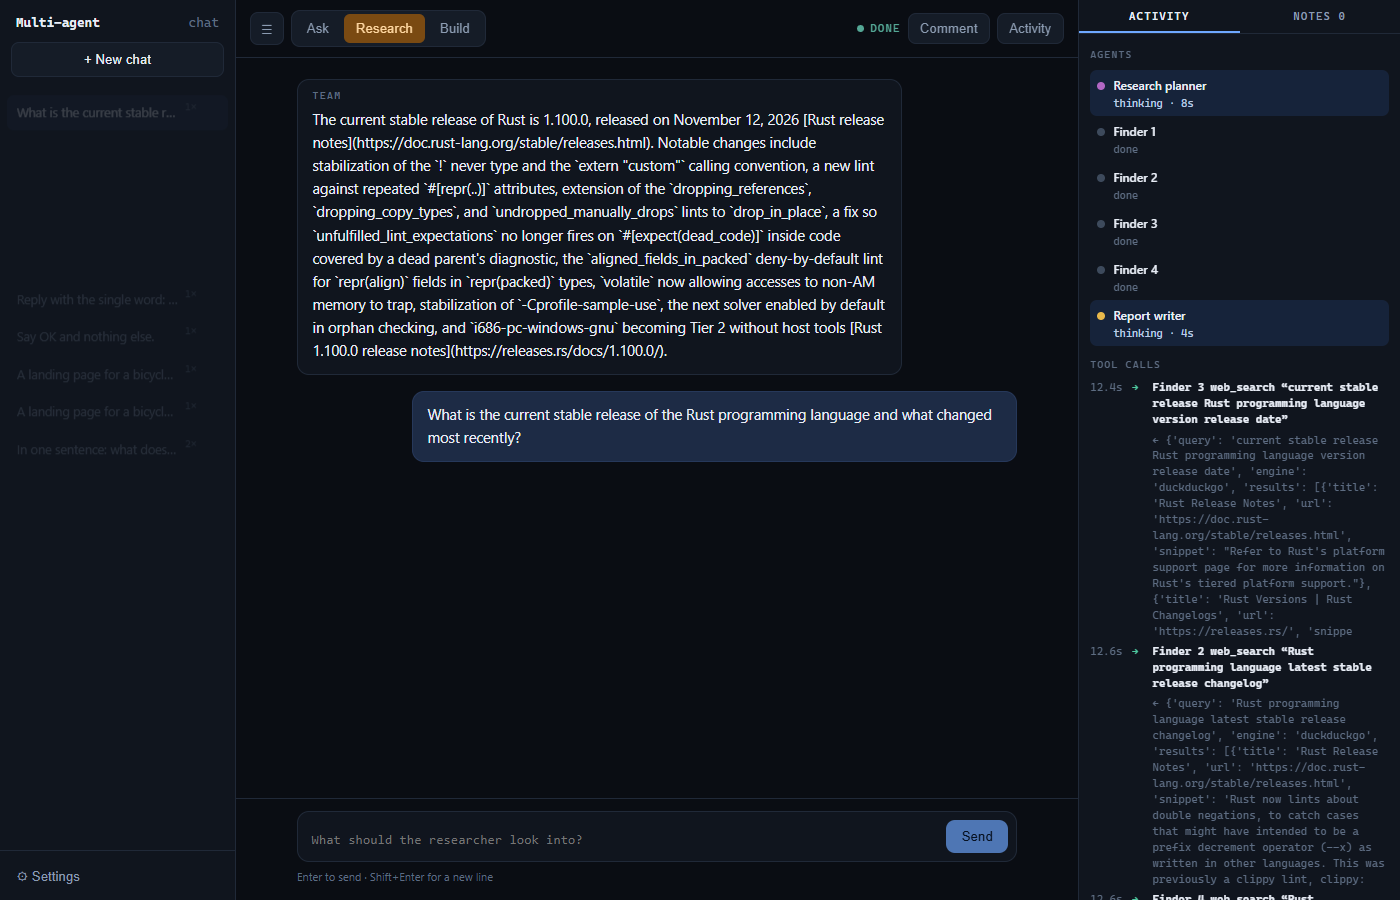 Multi-agent
chat
+ New chat
What is the current stable r...
1×
Reply with the single word: ...
1×
Say OK and nothing else.
1×
A landing page for a bicycl...
1×
A landing page for a bicycl...
1×
In one sentence: what does...
⚙ Settings
☰
Ask
Research
Build
DONE
Comment
Activity
TEAM
The current stable release of Rust is 1.100.0, released on November 12, 2026 [Rust release
notes](https://doc.rust-lang.org/stable/releases.html). Notable changes include
stabilization of the `!` never type and the `extern "custom"` calling convention, a new lint
against repeated `#[repr(..)]` attributes, extension of the `dropping_references`,
`dropping_copy_types`, and `undropped_manually_drops` lints to `drop_in_place`, a fix so
`unfulfilled_lint_expectations` no longer fires on `#[expect(dead_code)]` inside code
covered by a dead parent's diagnostic, the `aligned_fields_in_packed` deny-by-default lint
for `repr(align)` fields in `repr(packed)` types, `volatile` now allowing accesses to non-AM
memory to trap, stabilization of `-Cprofile-sample-use`, the next solver enabled by default
in orphan checking, and `i686-pc-windows-gnu` becoming Tier 2 without host tools [Rust
1.100.0 release notes](https://releases.rs/docs/1.100.0/).
What is the current stable release of the Rust programming language and what changed
most recently?
What should the researcher look into?
Send
Enter to send · Shift+Enter for a new line
ACTIVITY
NOTES 0
AGENTS
Research planner
thinking · 8s
Finder 1
done
Finder 2
done
Finder 3
done
Finder 4
done
Report writer
thinking · 4s
TOOL CALLS
12.4s → Finder 3 web_search “current stable
release Rust programming language
version release date”
← {'query': 'current stable release
Rust programming language version
release date', 'engine':
'duckduckgo', 'results': [{'title':
'Rust Release Notes', 'url':
'https://doc.rust-
lang.org/stable/releases.html',
'snippet': "Refer to Rust's platform
support page for more information on
Rust's tiered platform support."},
{'title': 'Rust Versions | Rust
Changelogs', 'url':
'https://releases.rs/', 'snippe
12.6s → Finder 2 web_search “Rust
programming language latest stable
release changelog”
← {'query': 'Rust programming
language latest stable release
changelog', 'engine': 'duckduckgo',
'results': [{'title': 'Rust Release
Notes', 'url': 'https://doc.rust-
lang.org/stable/releases.html',
'snippet': 'Rust now lints about
double negations, to catch cases
that might have intended to be a
prefix decrement operator (--x) as
written in other languages. This was
previously a clippy lint, clippy:
12.6s → Finder 4 web_search “Rust